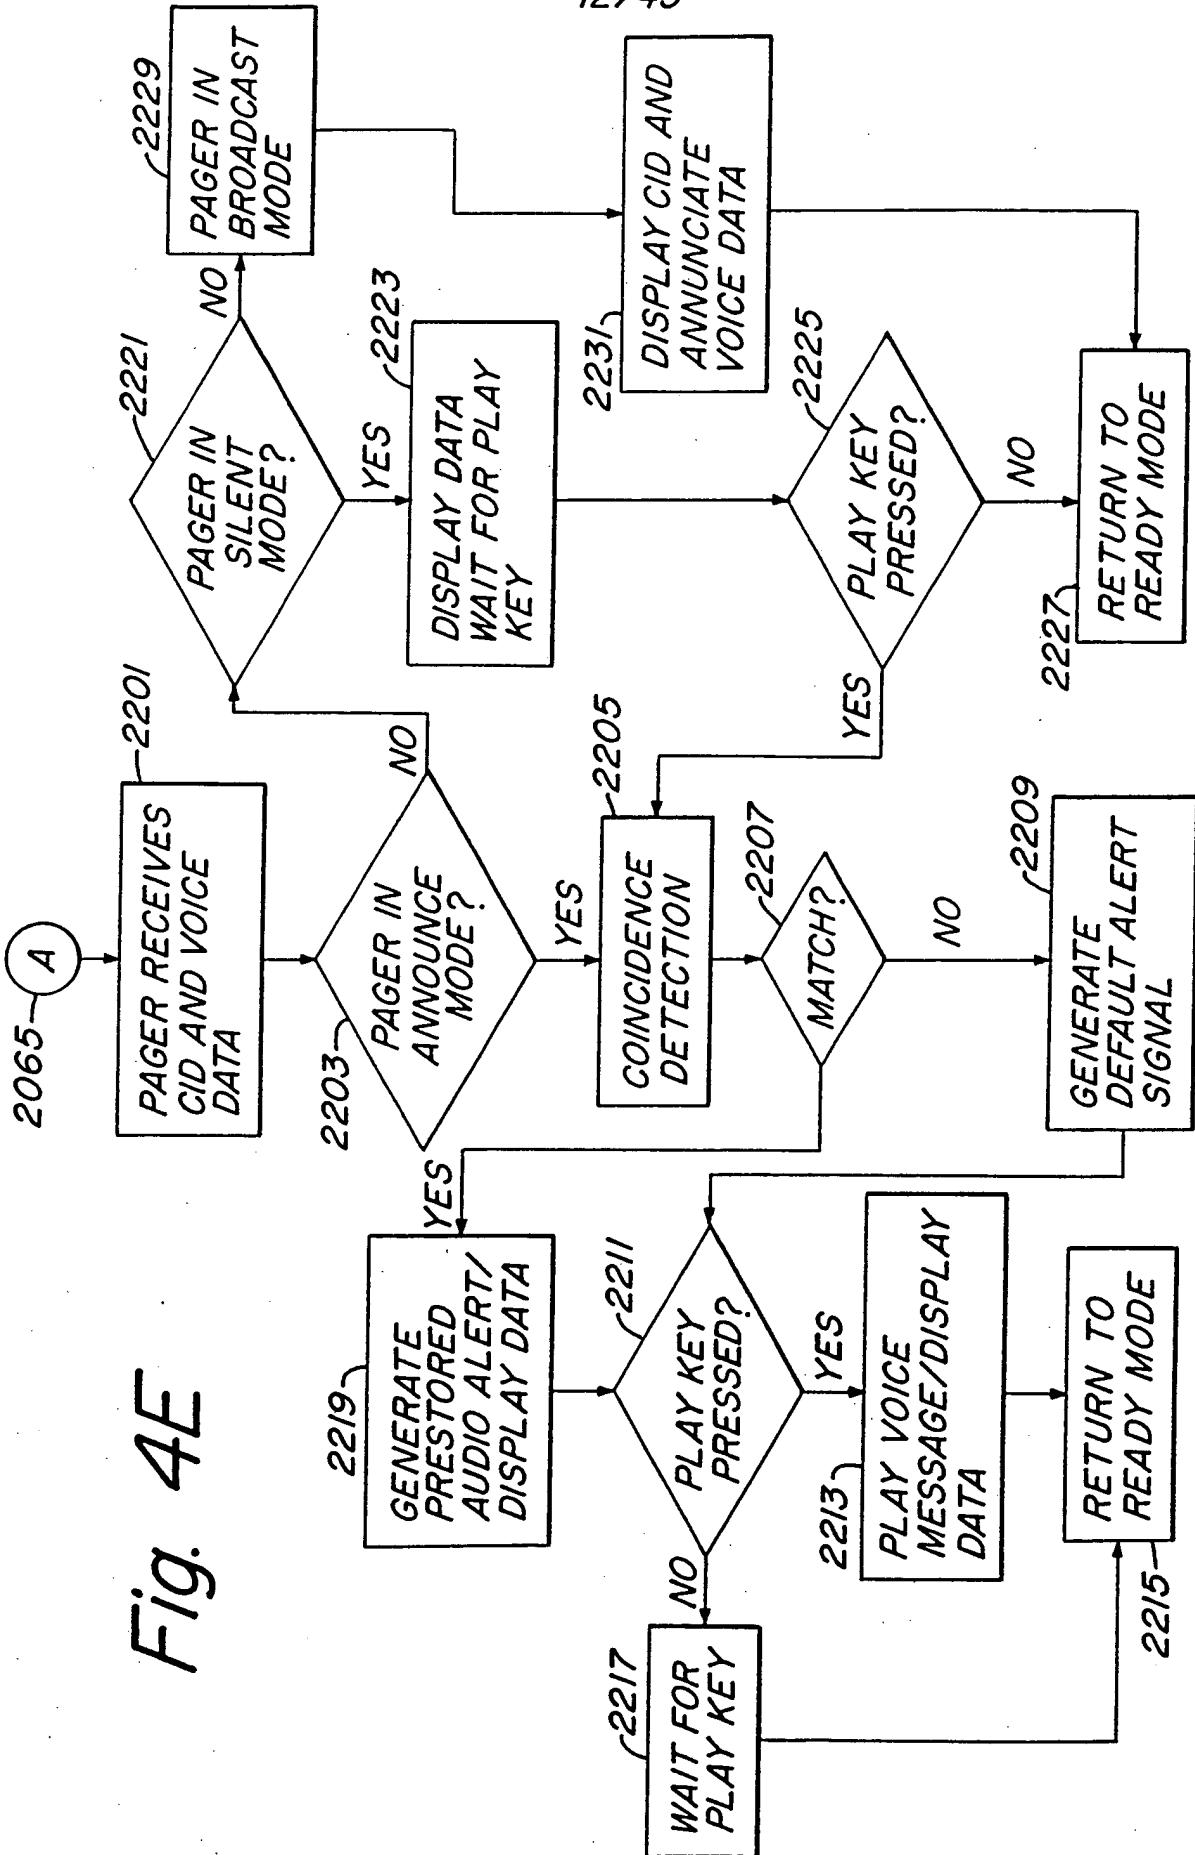 12/43
Fig. 4E
2065
A
2201
PAGER RECEIVES
CID AND VOICE
DATA
2203
PAGER IN
ANNOUNCE
MODE?
NO
YES
2221
PAGER IN
SILENT
MODE?
NO
YES
2229
PAGER IN
BROADCAST
MODE
2223
DISPLAY DATA
WAIT FOR PLAY
KEY
2231
DISPLAY CID AND
ANNUNCIATE
VOICE DATA
2225
PLAY KEY
PRESSED?
YES
NO
2227
RETURN TO
READY MODE
2205
COINCIDENCE
DETECTION
2207
MATCH?
YES
NO
2209
GENERATE
DEFAULT ALERT
SIGNAL
2219
GENERATE
PRESTORED
AUDIO ALERT/
DISPLAY DATA
2211
PLAY KEY
PRESSED?
NO
YES
2217
WAIT FOR
PLAY KEY
2213
PLAY VOICE
MESSAGE/DISPLAY
DATA
2215
RETURN TO
READY MODE